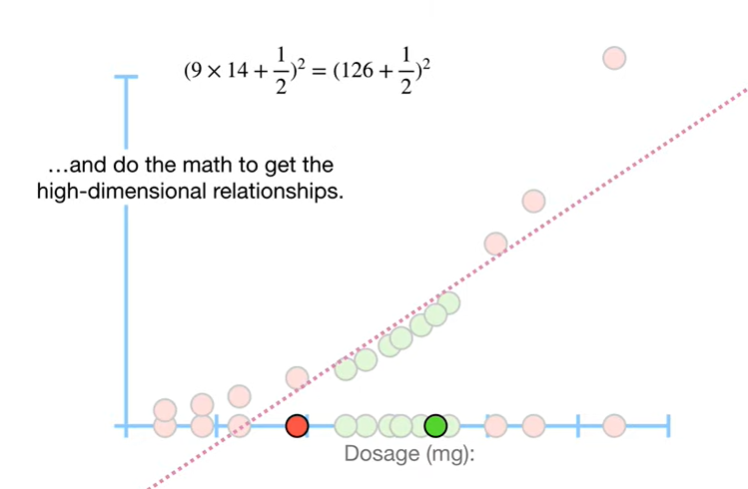 (9 × 14 + 1/2)² = (126 + 1/2)²
...and do the math to get the
high-dimensional relationships.
Dosage (mg):